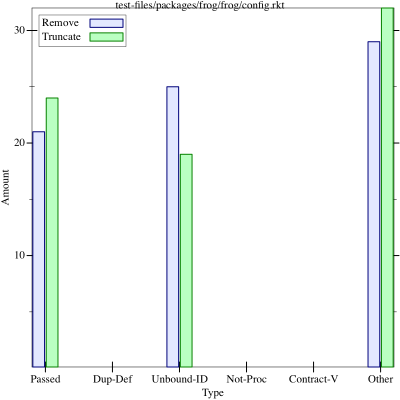 test-files/packages/frog/frog/config.rkt
Remove
Truncate
30
20
10
Amount
Passed Dup-Def Unbound-ID Not-Proc Contract-V Other
Type